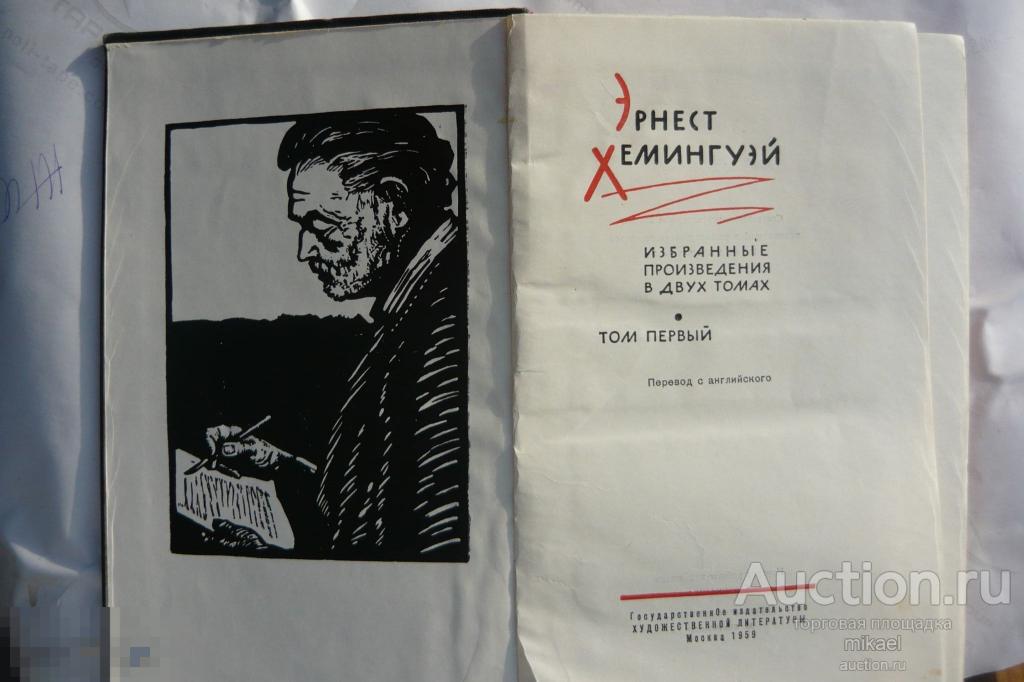 ЭРНЕСТ
ХЕМИНГУЭЙ
ИЗБРАННЫЕ
ПРОИЗВЕДЕНИЯ
В ДВУХ ТОМАХ
•
ТОМ ПЕРВЫЙ
Перевод с английского
Государственное издательство
ХУДОЖЕСТВЕННОЙ ЛИТЕРАТУРЫ
Москва 1959
Auction.ru
торговая площадка
mikael
auction.ru